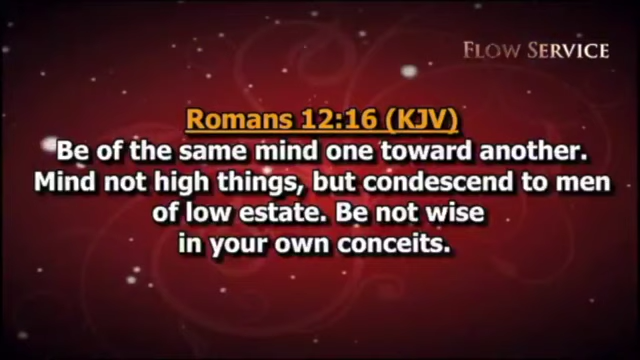 FLOW SERVICE
Romans 12:16 (KJV)
Be of the same mind one toward another.
Mind not high things, but condescend to men
of low estate. Be not wise
in your own conceits.